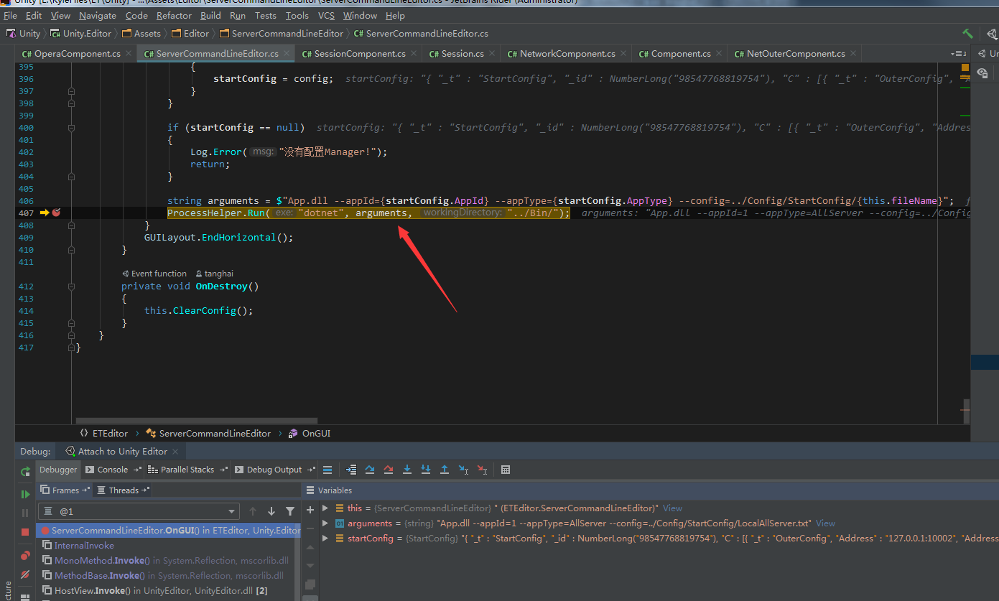 Unity [E:\KyleFiles\ET\Unity] - ...\Assets\Editor\ServerCommandLineEditor\ServerCommandLineEditor.cs - JetBrains Rider (Administrator)
File Edit View Navigate Code Refactor Build Run Tests Tools VCS Window Help
Unity Unity.Editor Assets Editor ServerCommandLineEditor C# ServerCommandLineEditor.cs
C# OperaComponent.cs C# ServerCommandLineEditor.cs C# SessionComponent.cs C# Session.cs C# NetworkComponent.cs C# Component.cs C# NetOuterComponent.cs Un
395 {
396 startConfig = config; startConfig: "{ "_t" : "StartConfig", "_id" : NumberLong("98547768819754"), "C" : [{ "_t" : "OuterConfig",
397 }
398 }
399
400 if (startConfig == null) startConfig: "{ "_t" : "StartConfig", "_id" : NumberLong("98547768819754"), "C" : [{ "_t" : "OuterConfig", "Addres
401 {
402 Log.Error( msg: "没有配置Manager!");
403 return;
404 }
405
406 string arguments = $"App.dll --appId={startConfig.AppId} --appType={startConfig.AppType} --config=../Config/StartConfig/{this.fileName}"; f
407 ProcessHelper.Run( exe: "dotnet", arguments, workingDirectory: "../Bin/"); arguments: "App.dll --appId=1 --appType=AllServer --config=../Config
408 }
409 GUILayout.EndHorizontal();
410 }
411
Event function tanghai
412 private void OnDestroy()
413 {
414 this.ClearConfig();
415 }
416 }
417 }
ETEditor › ServerCommandLineEditor › OnGUI
Debug: Attach to Unity Editor
Debugger Console Parallel Stacks Debug Output
Frames Threads Variables
@1
this = {ServerCommandLineEditor} " (ETEditor.ServerCommandLineEditor)" View
arguments = {string} "App.dll --appId=1 --appType=AllServer --config=../Config/StartConfig/LocalAllServer.txt" View
startConfig = {StartConfig} "{ "_t" : "StartConfig", "_id" : NumberLong("98547768819754"), "C" : [{ "_t" : "OuterConfig", "Address" : "127.0.0.1:10002", "Address
ServerCommandLineEditor.OnGUI() in ETEditor, Unity.Editor
InternalInvoke
MonoMethod.Invoke() in System.Reflection, mscorlib.dll
MethodBase.Invoke() in System.Reflection, mscorlib.dll
HostView.Invoke() in UnityEditor, UnityEditor.dll [2]
cture